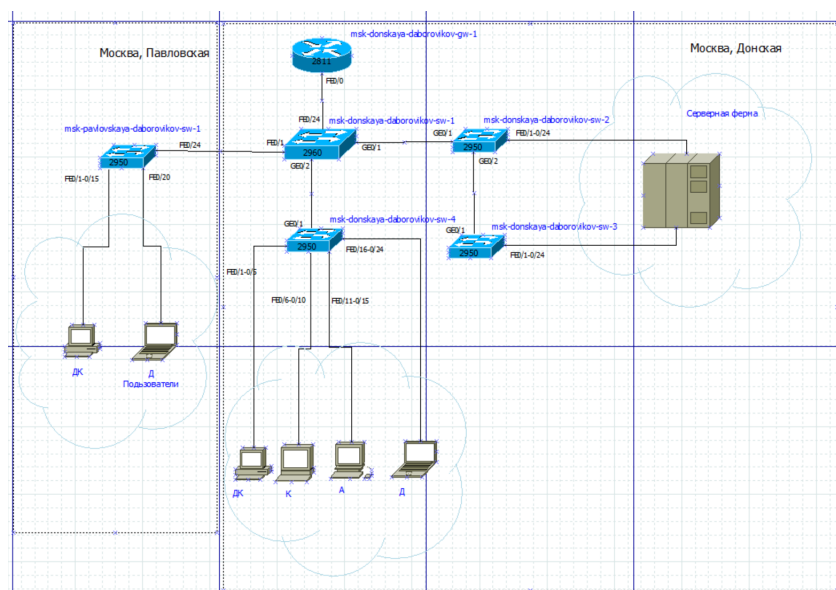 msk-donskaya-daborovikov-gw-1
Москва, Павловская
Москва, Донская
2811
FE0/0
Серверная ферма
FE0/24
msk-donskaya-daborovikov-sw-1
msk-donskaya-daborovikov-sw-2
msk-pavlovskaya-daborovikov-sw-1
FE0/24
FE0/1
2960
GE0/1
GE0/1
2950
FE0/1-0/24
2950
GE0/2
GE0/2
FE0/1-0/15
FE0/20
GE0/1
msk-donskaya-daborovikov-sw-4
GE0/1
msk-donskaya-daborovikov-sw-3
2950
FE0/16-0/24
2950
FE0/1-0/24
FE0/1-0/5
FE0/6-0/10
FE0/11-0/15
ДК
Д
Пользователи
ДК
К
А
Д